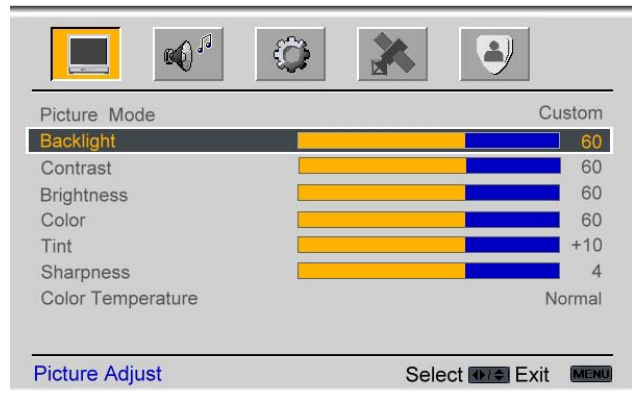 Picture Mode Custom
Backlight 60
Contrast 60
Brightness 60
Color 60
Tint +10
Sharpness 4
Color Temperature Normal
Picture Adjust Select Exit MENU